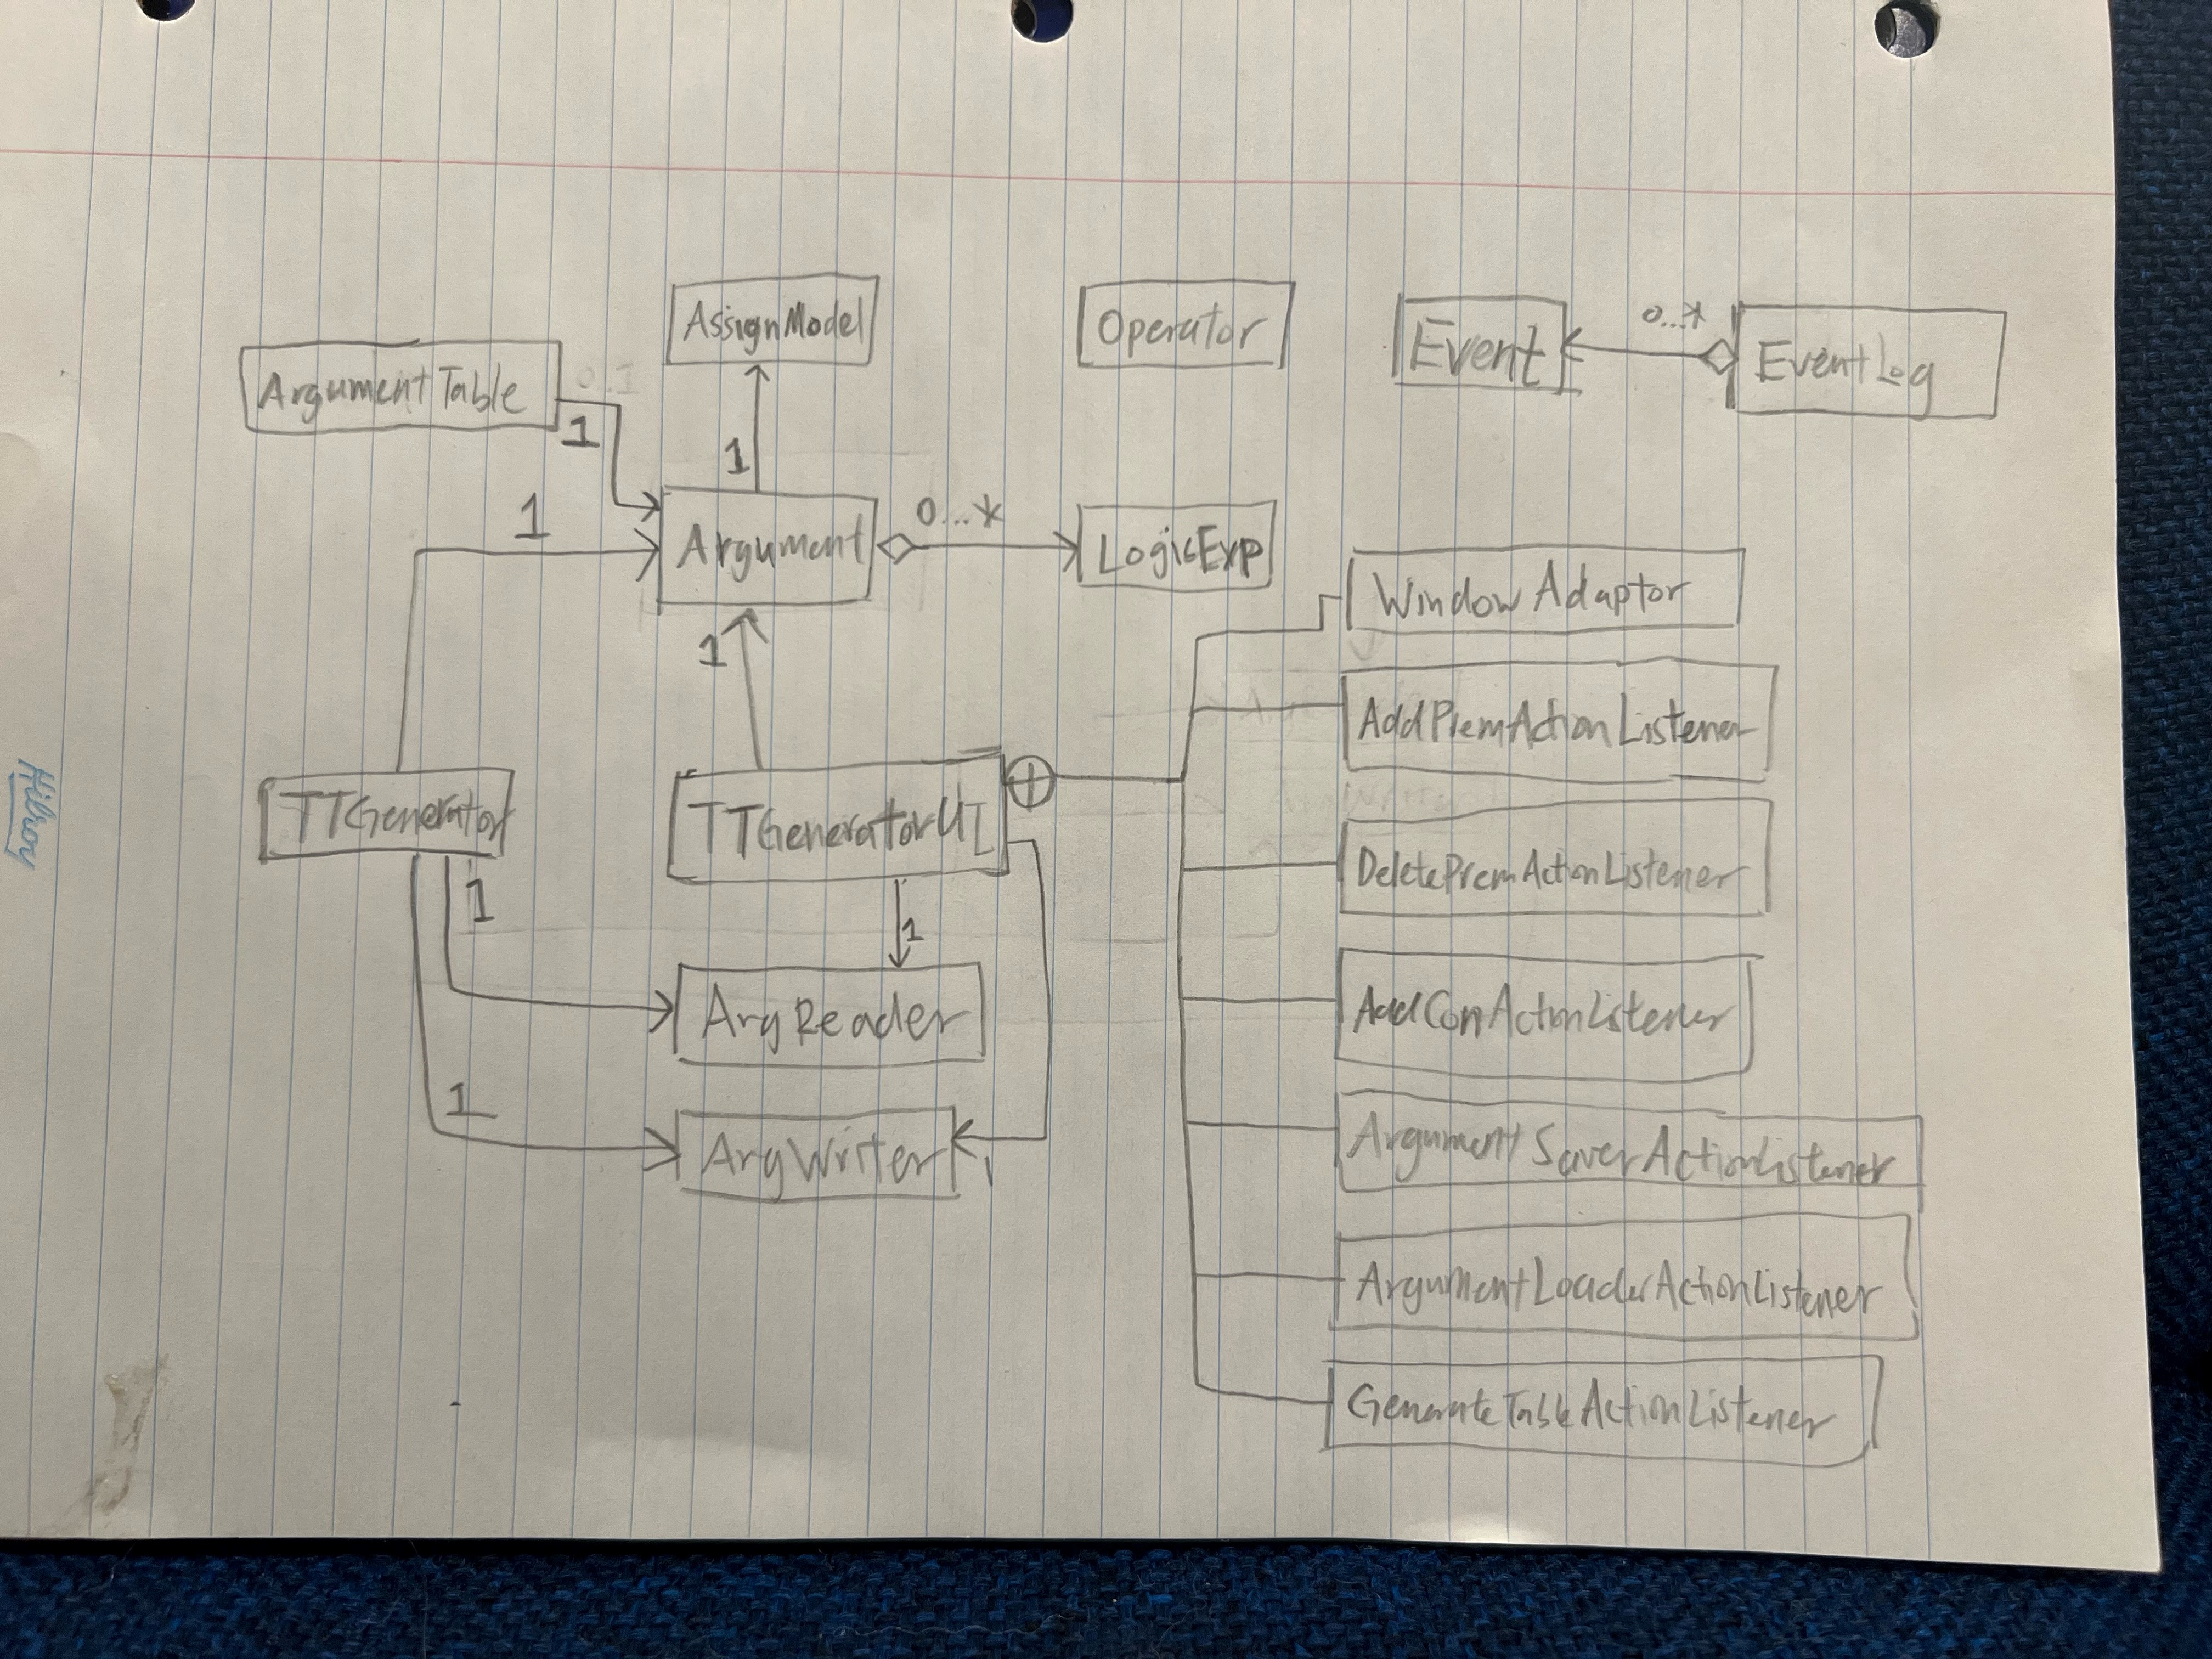 AssignModel
Operator
Event
0...*
EventLog
ArgumentTable
0..1
1
1
1
Argument
0...*
LogicExp
WindowAdaptor
1
AddPremActionListener
TTGenerator
TTGeneratorUI
DeletePremActionListener
1
1
ArgReader
AddConActionListener
1
ArgWriter
1
ArgumentSaverActionListener
ArgumentLoaderActionListener
GenerateTableActionListener
Hilroy